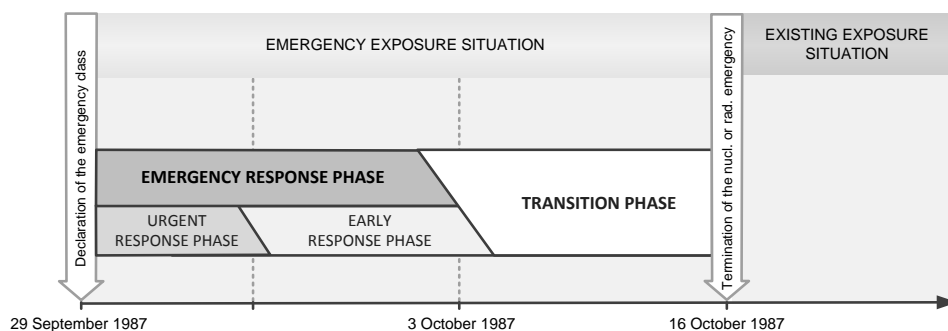 EMERGENCY EXPOSURE SITUATION
EXISTING EXPOSURE
SITUATION
Declaration of the emergency class
Termination of the nucl. or rad. emergency
EMERGENCY RESPONSE PHASE
TRANSITION PHASE
URGENT
RESPONSE PHASE
EARLY
RESPONSE PHASE
29 September 1987
3 October 1987
16 October 1987